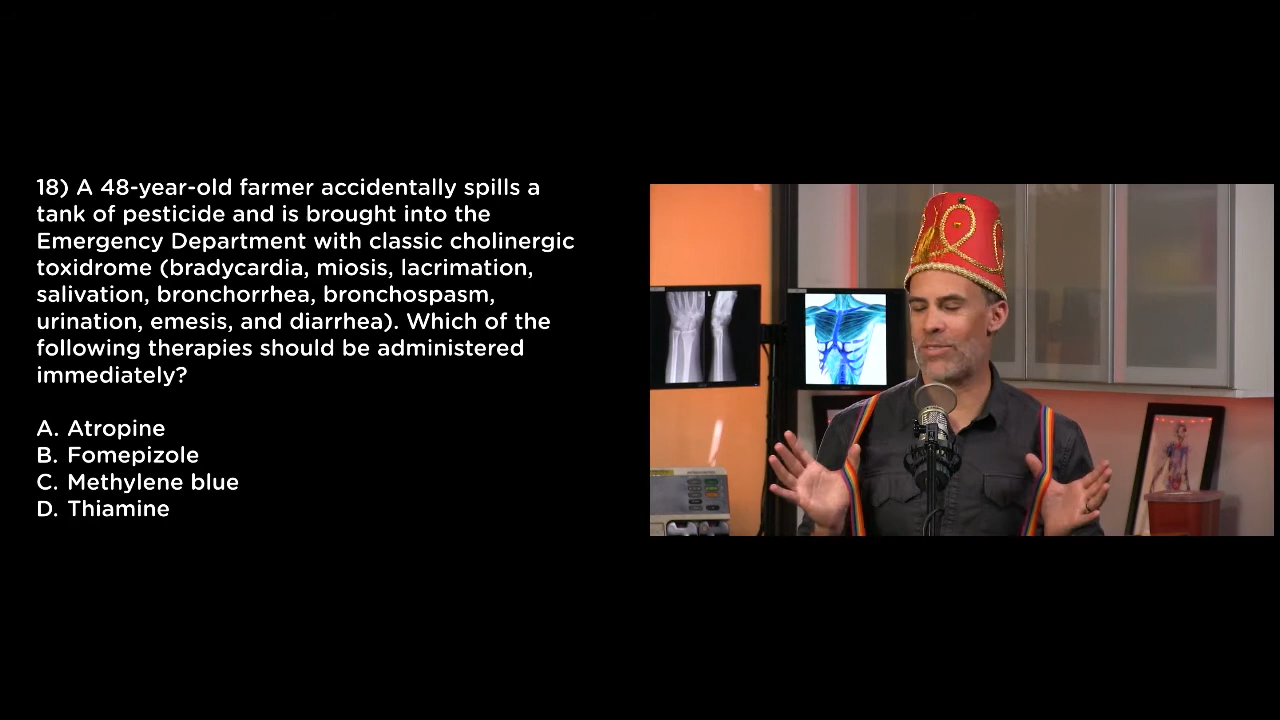 18) A 48-year-old farmer accidentally spills a
tank of pesticide and is brought into the
Emergency Department with classic cholinergic
toxidrome (bradycardia, miosis, lacrimation,
salivation, bronchorrhea, bronchospasm,
urination, emesis, and diarrhea). Which of the
following therapies should be administered
immediately?
A. Atropine
B. Fomepizole
C. Methylene blue
D. Thiamine
L